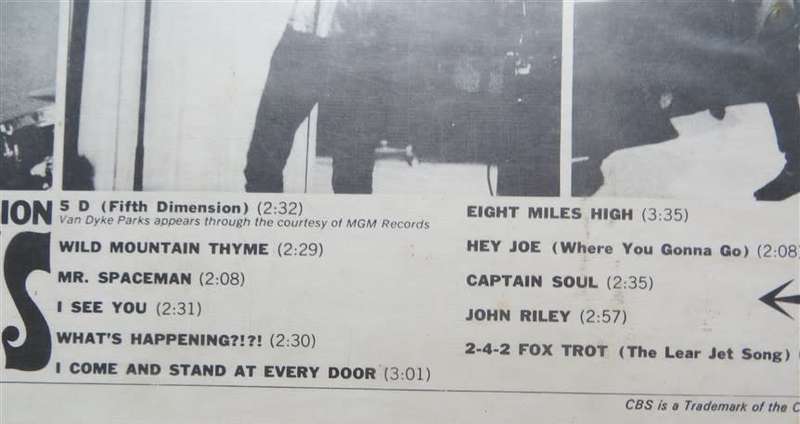 ION
S
5 D (Fifth Dimension) (2:32)
Van Dyke Parks appears through the courtesy of MGM Records
WILD MOUNTAIN THYME (2:29)
MR. SPACEMAN (2:08)
I SEE YOU (2:31)
WHAT'S HAPPENING?!?! (2:30)
I COME AND STAND AT EVERY DOOR (3:01)
EIGHT MILES HIGH (3:35)
HEY JOE (Where You Gonna Go) (2:08)
CAPTAIN SOUL (2:35)
JOHN RILEY (2:57)
2-4-2 FOX TROT (The Lear Jet Song) (
CBS is a Trademark of the C